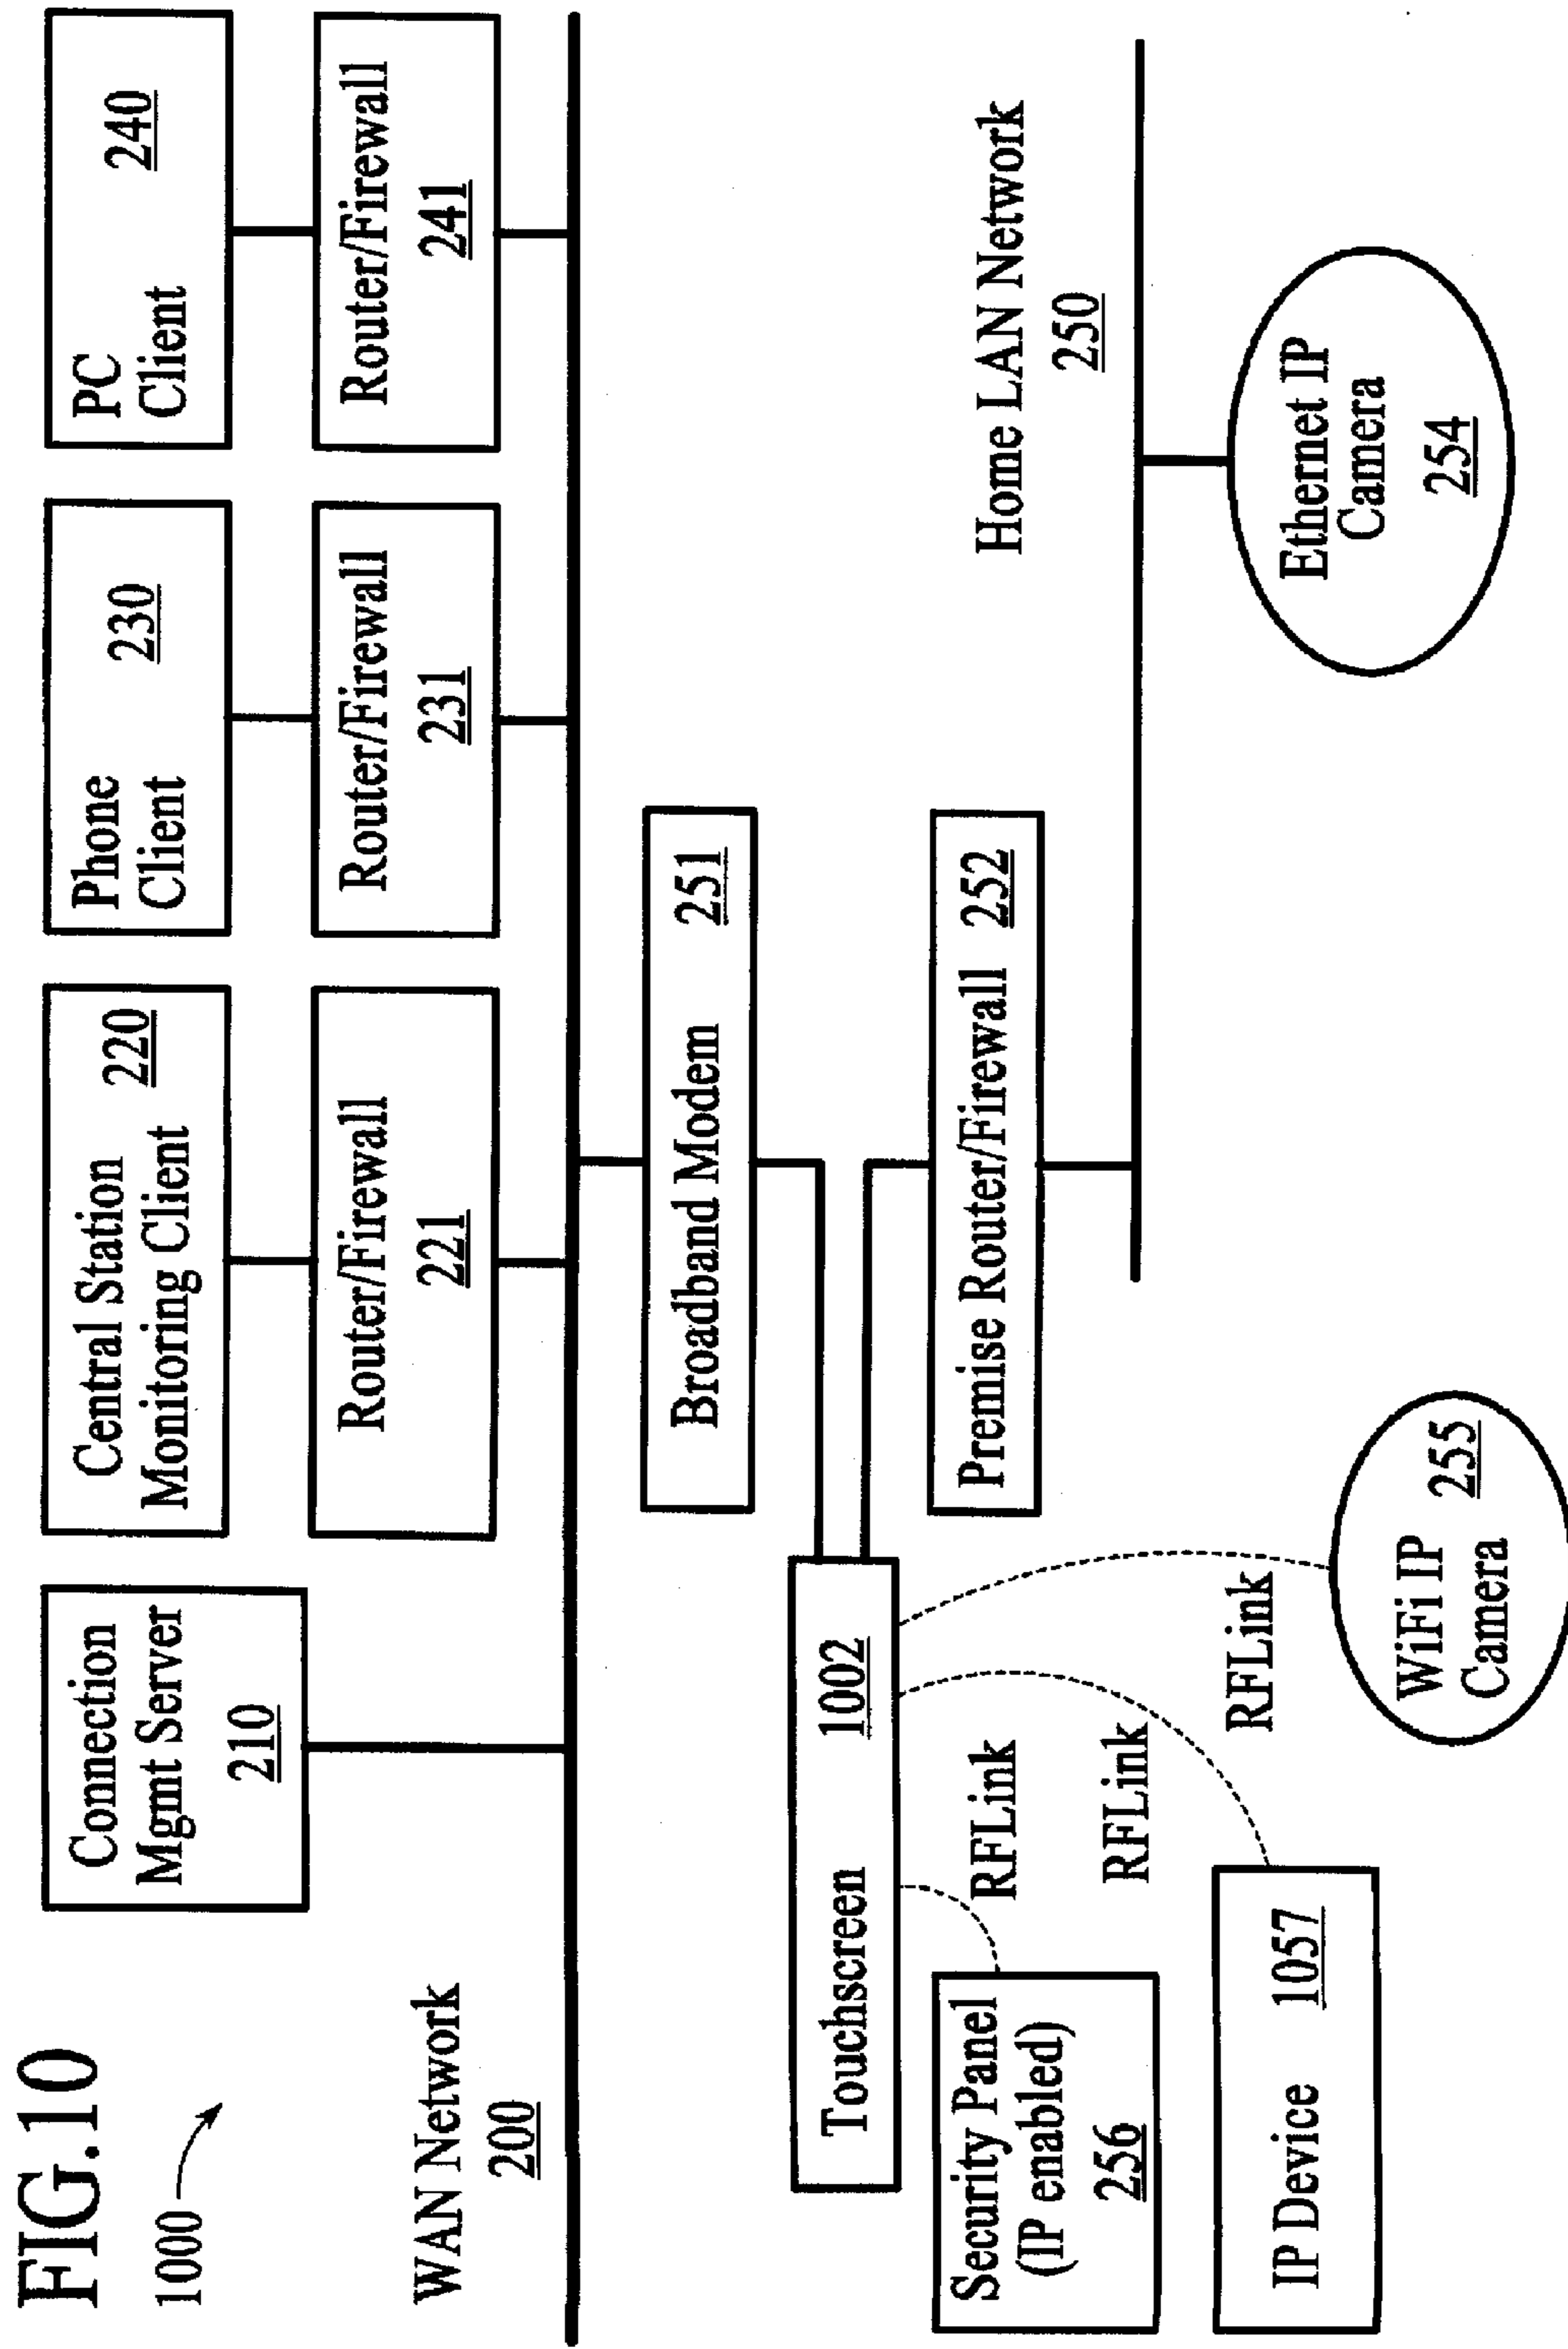 FIG.10
1000
Connection
Mgmt Server
210
Central Station
Monitoring Client 220
Phone
Client 230
PC
Client 240
Router/Firewall
221
Router/Firewall
231
Router/Firewall
241
WAN Network
200
Broadband Modem 251
Touchscreen 1002
Premise Router/Firewall 252
Home LAN Network
250
Security Panel
(IP enabled)
256
RFLink
RFLink
RFLink
IP Device 1057
WiFi IP
Camera 255
Ethernet IP
Camera
254